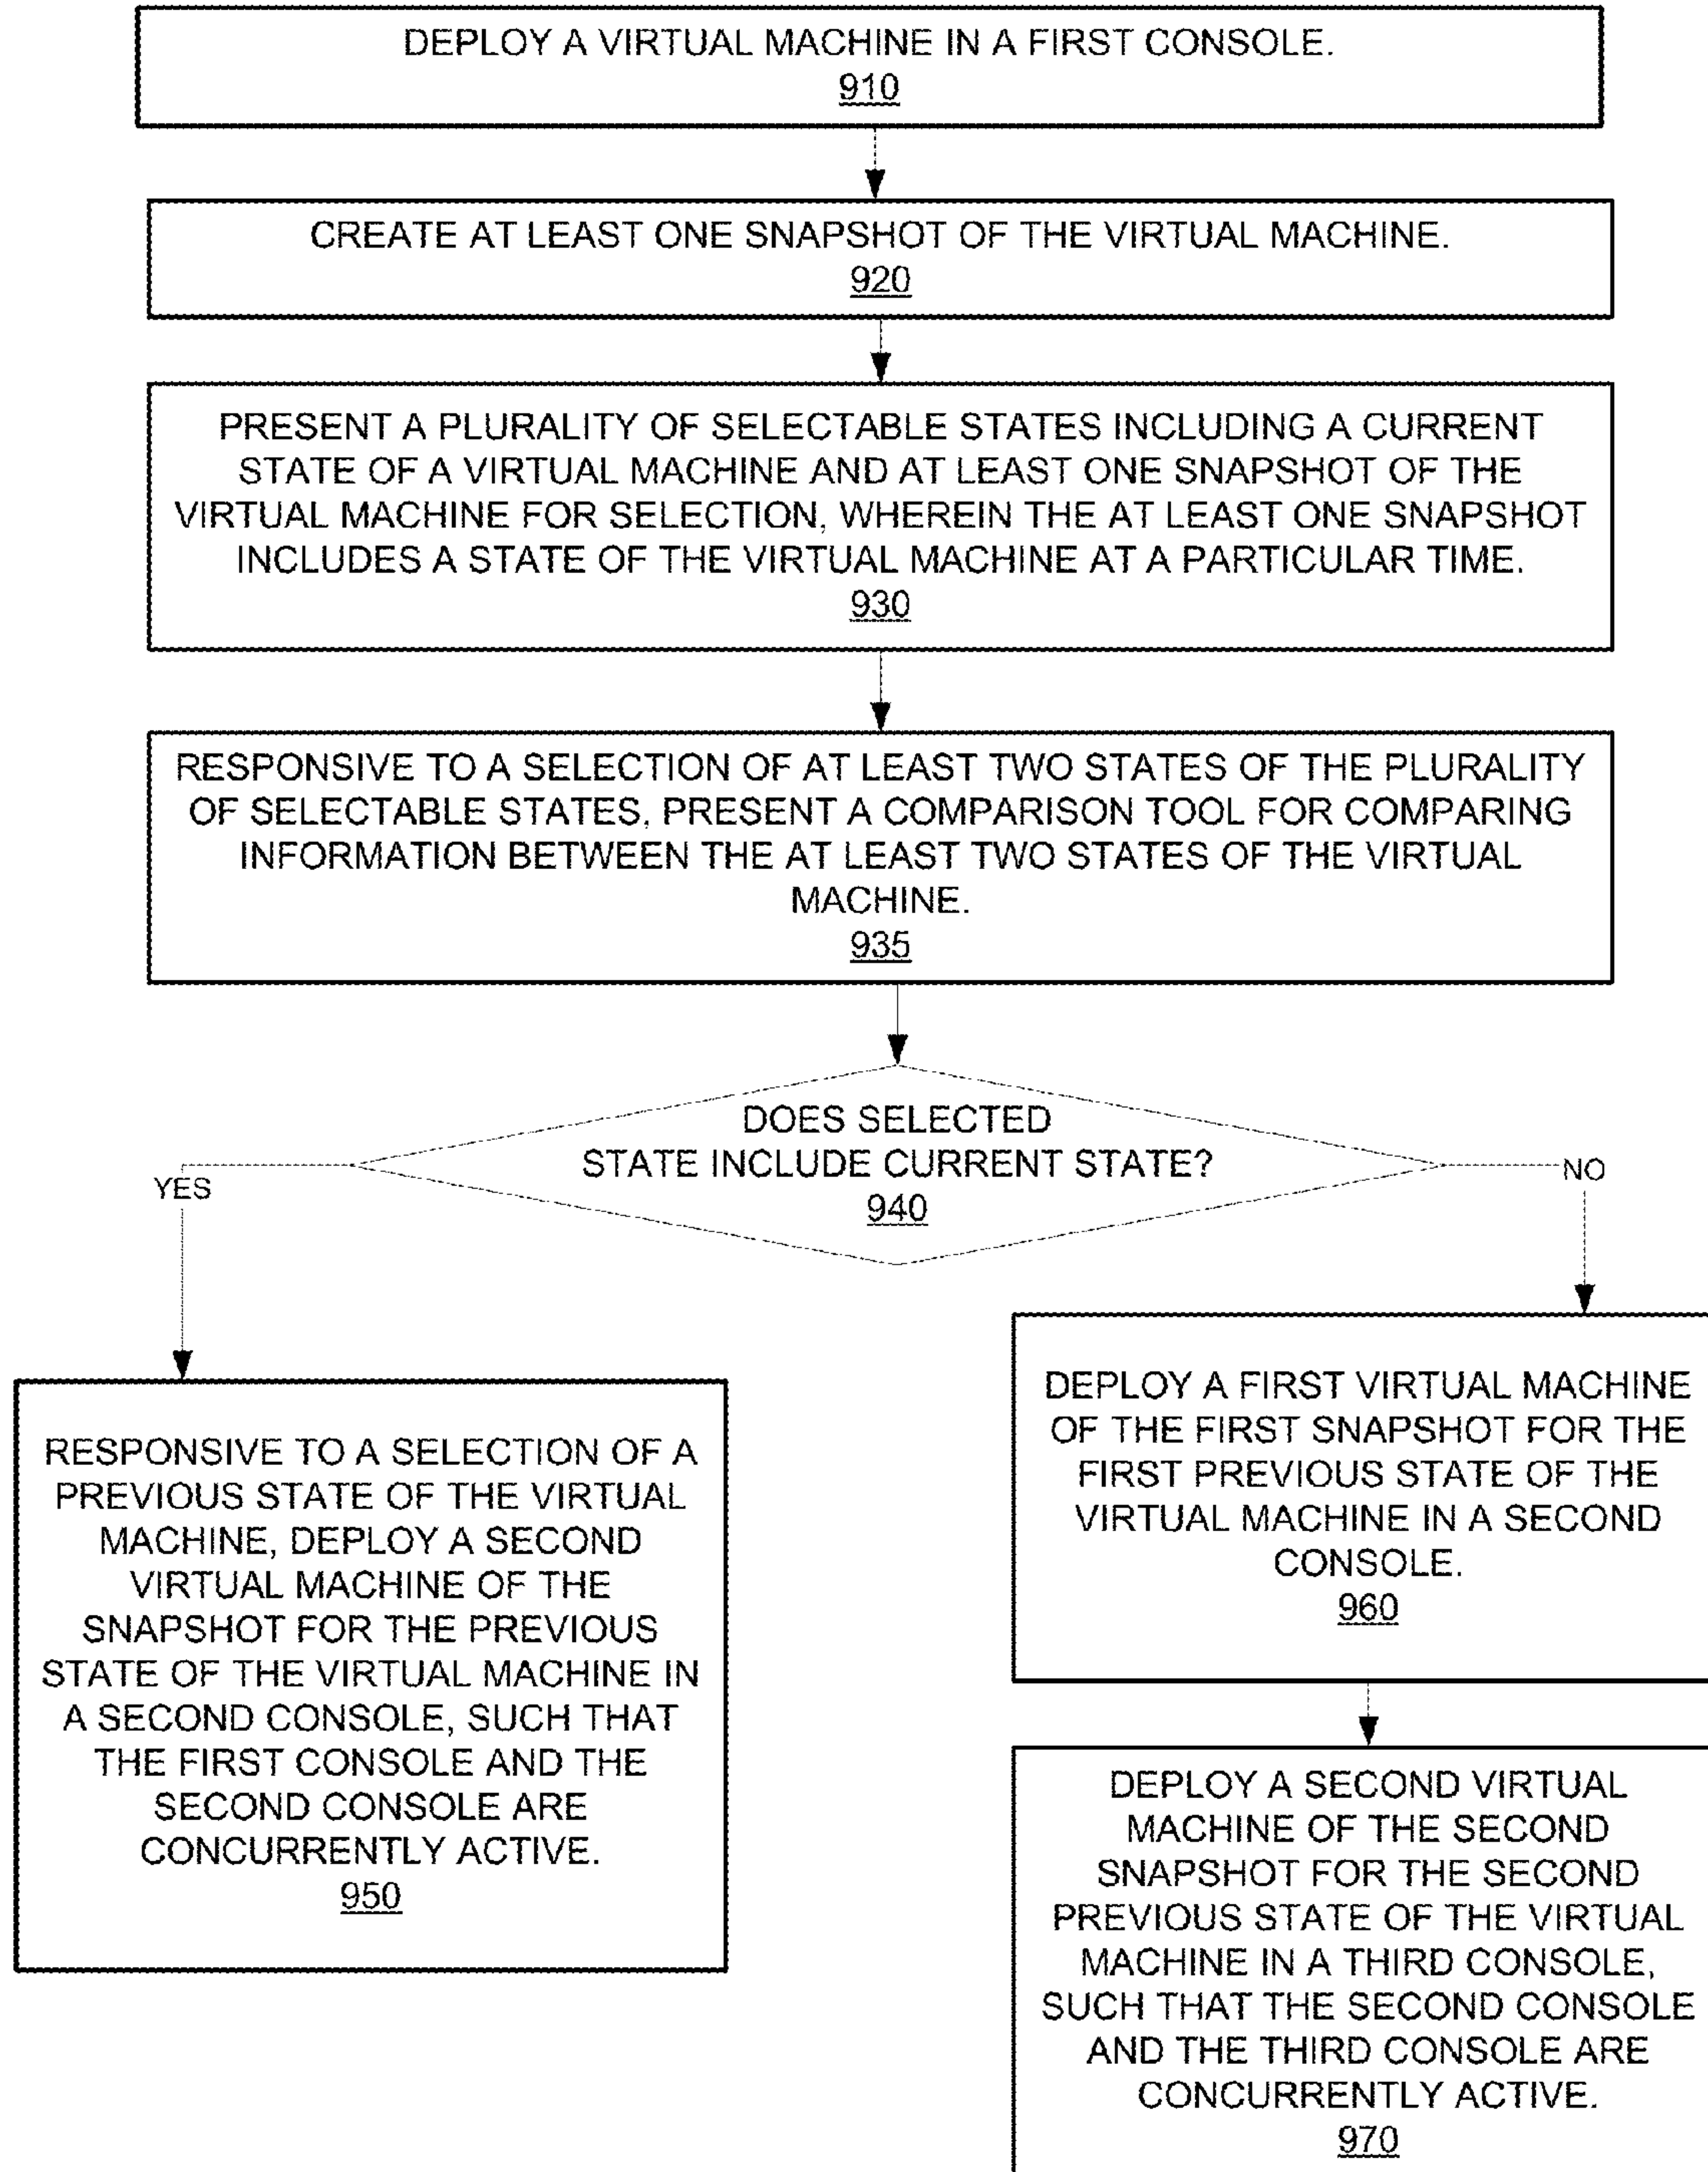 DEPLOY A VIRTUAL MACHINE IN A FIRST CONSOLE.
910
CREATE AT LEAST ONE SNAPSHOT OF THE VIRTUAL MACHINE.
920
PRESENT A PLURALITY OF SELECTABLE STATES INCLUDING A CURRENT
STATE OF A VIRTUAL MACHINE AND AT LEAST ONE SNAPSHOT OF THE
VIRTUAL MACHINE FOR SELECTION, WHEREIN THE AT LEAST ONE SNAPSHOT
INCLUDES A STATE OF THE VIRTUAL MACHINE AT A PARTICULAR TIME.
930
RESPONSIVE TO A SELECTION OF AT LEAST TWO STATES OF THE PLURALITY
OF SELECTABLE STATES, PRESENT A COMPARISON TOOL FOR COMPARING
INFORMATION BETWEEN THE AT LEAST TWO STATES OF THE VIRTUAL
MACHINE.
935
DOES SELECTED
STATE INCLUDE CURRENT STATE?
940
YES
NO
RESPONSIVE TO A SELECTION OF A
PREVIOUS STATE OF THE VIRTUAL
MACHINE, DEPLOY A SECOND
VIRTUAL MACHINE OF THE
SNAPSHOT FOR THE PREVIOUS
STATE OF THE VIRTUAL MACHINE IN
A SECOND CONSOLE, SUCH THAT
THE FIRST CONSOLE AND THE
SECOND CONSOLE ARE
CONCURRENTLY ACTIVE.
950
DEPLOY A FIRST VIRTUAL MACHINE
OF THE FIRST SNAPSHOT FOR THE
FIRST PREVIOUS STATE OF THE
VIRTUAL MACHINE IN A SECOND
CONSOLE.
960
DEPLOY A SECOND VIRTUAL
MACHINE OF THE SECOND
SNAPSHOT FOR THE SECOND
PREVIOUS STATE OF THE VIRTUAL
MACHINE IN A THIRD CONSOLE,
SUCH THAT THE SECOND CONSOLE
AND THE THIRD CONSOLE ARE
CONCURRENTLY ACTIVE.
970